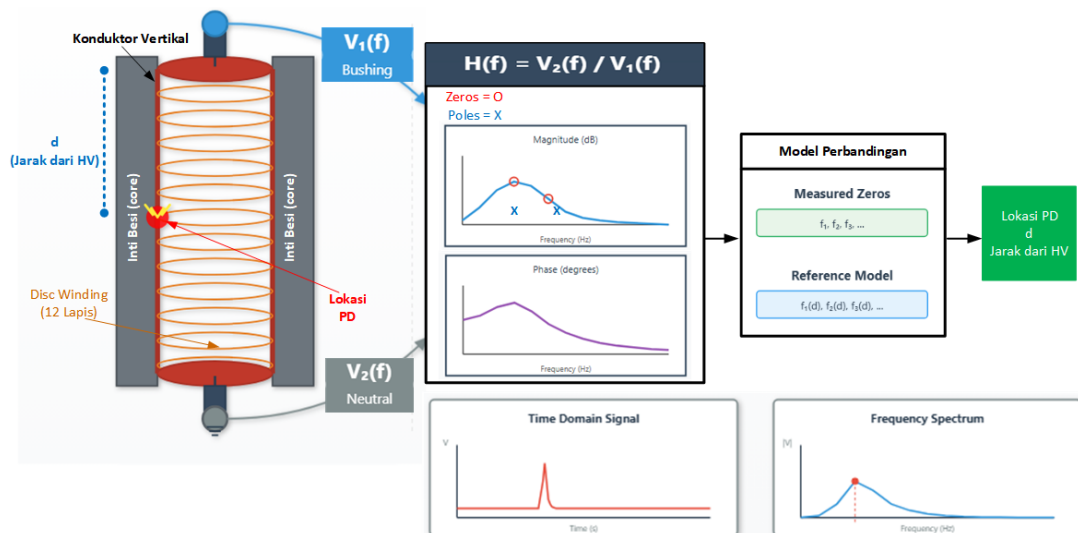 Konduktor Vertikal
d
(Jarak dari HV)
Inti Besi (core)
Inti Besi (core)
Disc Winding
(12 Lapis)
Lokasi
PD
V₁(f)
Bushing
V₂(f)
Neutral
H(f) = V₂(f) / V₁(f)
Zeros = O
Poles = X
Magnitude (dB)
X
X
Frequency (Hz)
Phase (degrees)
Frequency (Hz)
Model Perbandingan
Measured Zeros
f₁, f₂, f₃, ...
Reference Model
f₁(d), f₂(d), f₃(d), ...
Lokasi PD
d
Jarak dari HV
Time Domain Signal
V
Time (s)
Frequency Spectrum
|V|
Frequency (Hz)